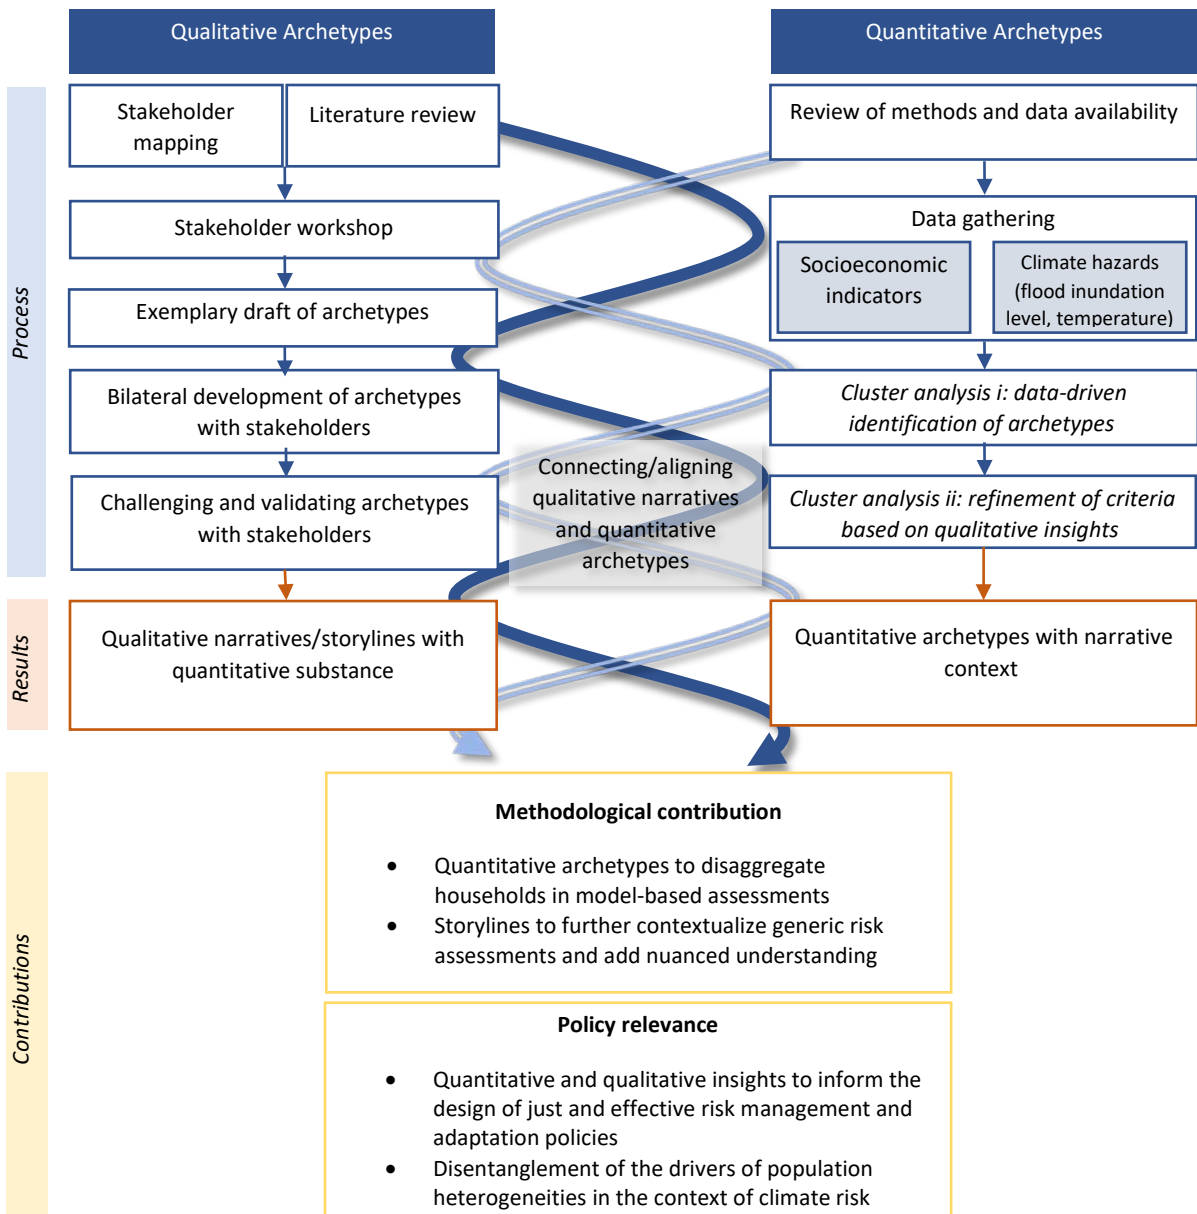 Qualitative Archetypes
Quantitative Archetypes
Process
Stakeholder
mapping
Literature review
Stakeholder workshop
Exemplary draft of archetypes
Bilateral development of archetypes
with stakeholders
Challenging and validating archetypes
with stakeholders
Review of methods and data availability
Data gathering
Socioeconomic
indicators
Climate hazards
(flood inundation
level, temperature)
Cluster analysis i: data-driven
identification of archetypes
Cluster analysis ii: refinement of criteria
based on qualitative insights
Connecting/aligning
qualitative narratives
and quantitative
archetypes
Results
Qualitative narratives/storylines with
quantitative substance
Quantitative archetypes with narrative
context
Contributions
Methodological contribution
• Quantitative archetypes to disaggregate
households in model-based assessments
• Storylines to further contextualize generic risk
assessments and add nuanced understanding
Policy relevance
• Quantitative and qualitative insights to inform the
design of just and effective risk management and
adaptation policies
• Disentanglement of the drivers of population
heterogeneities in the context of climate risk